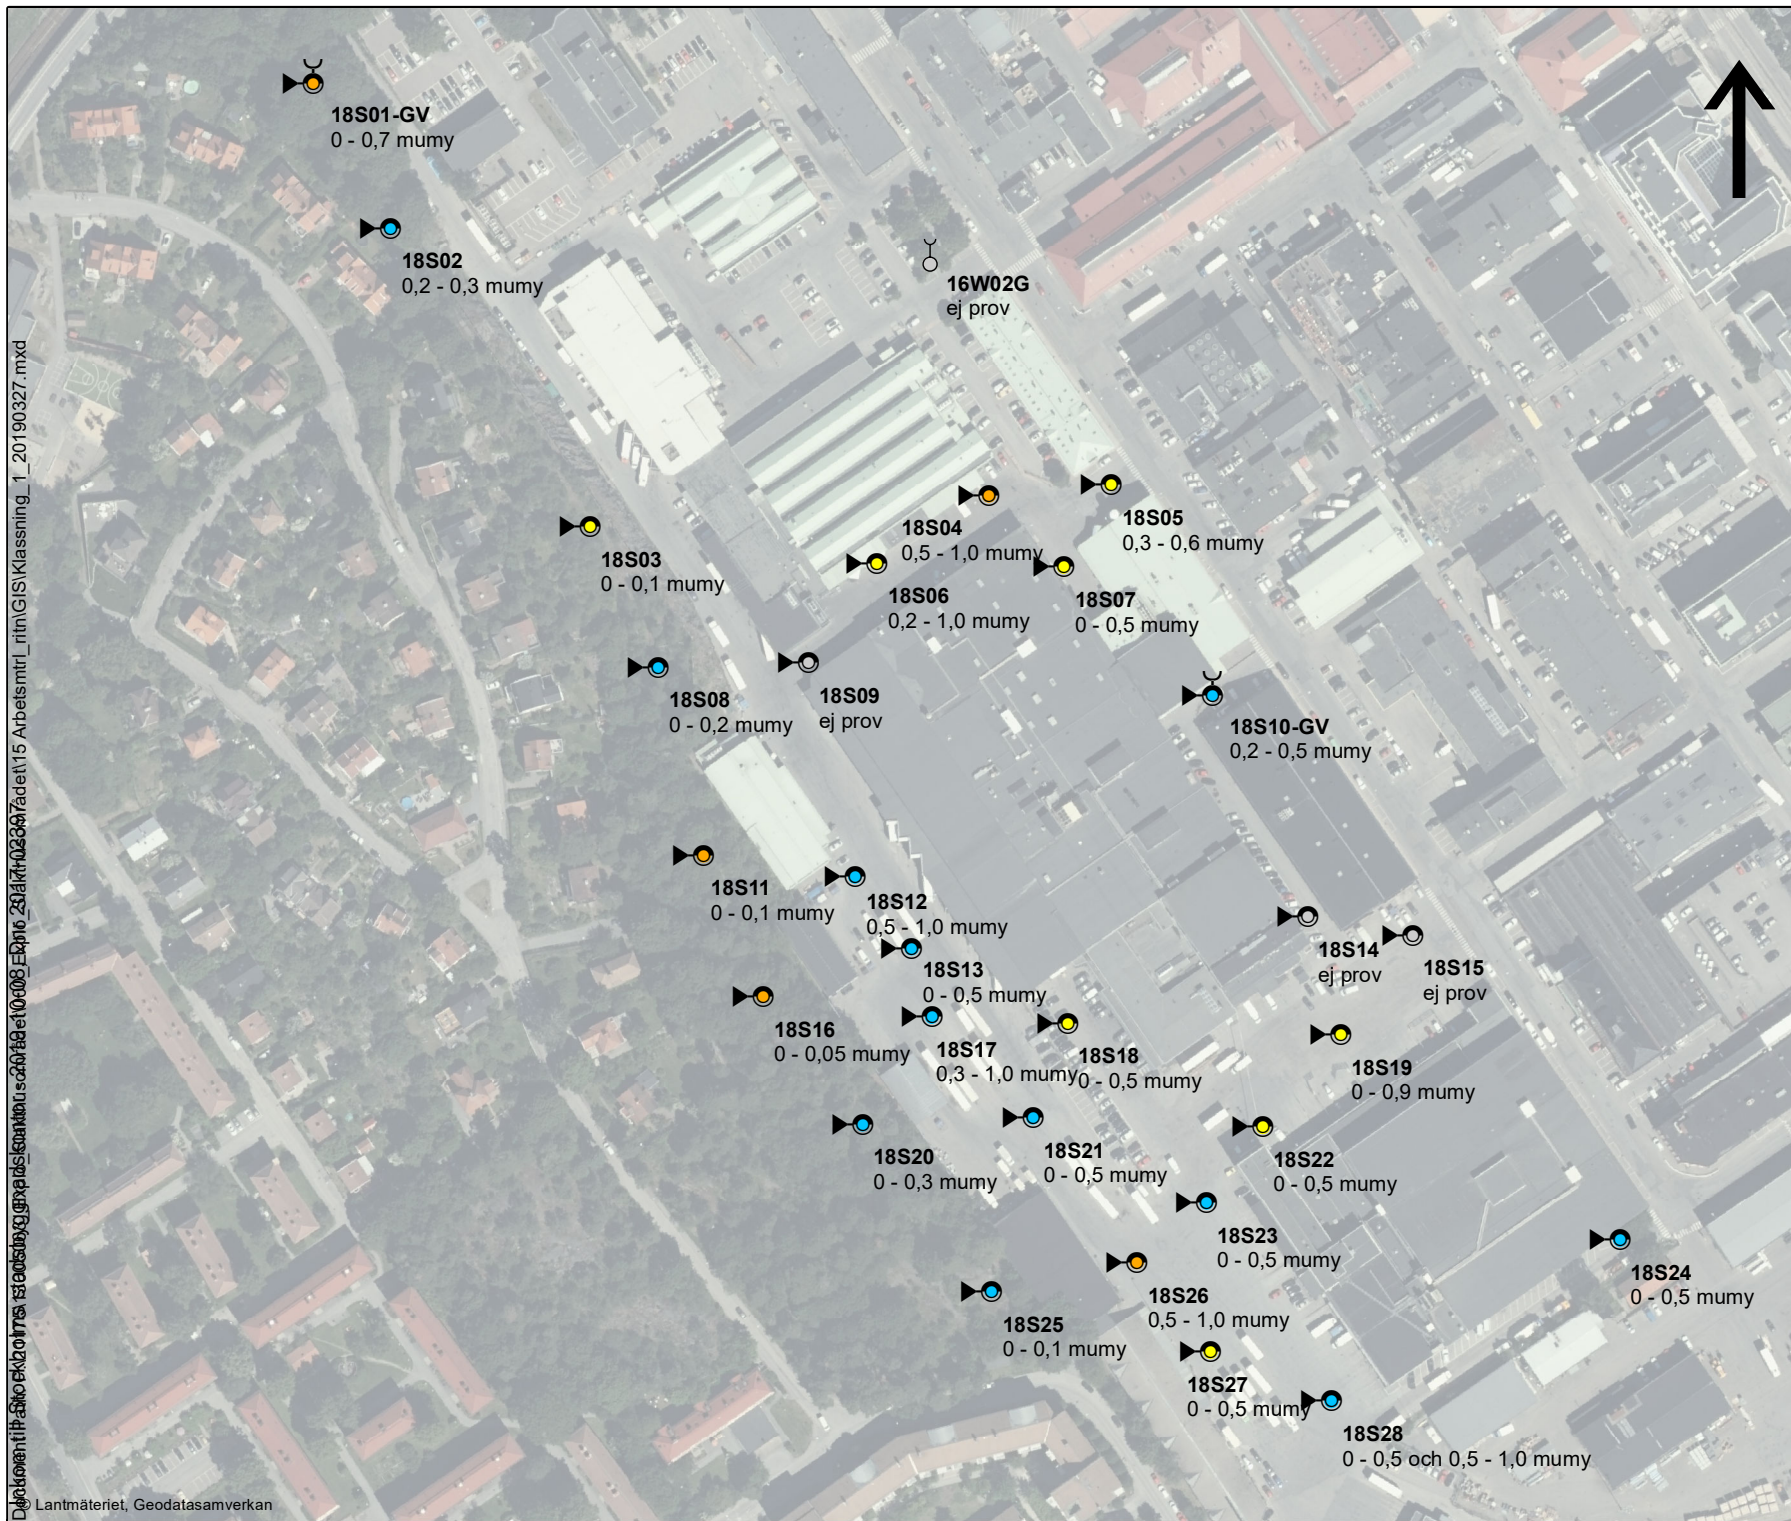 18S01-GV
0 - 0,7 mumy
18S02
0,2 - 0,3 mumy
16W02G
ej prov
18S03
0 - 0,1 mumy
18S04
0,5 - 1,0 mumy
18S05
0,3 - 0,6 mumy
18S06
0,2 - 1,0 mumy
18S07
0 - 0,5 mumy
18S08
0 - 0,2 mumy
18S09
ej prov
18S10-GV
0,2 - 0,5 mumy
18S11
0 - 0,1 mumy
18S12
0,5 - 1,0 mumy
18S13
0 - 0,5 mumy
18S14
ej prov
18S15
ej prov
18S16
0 - 0,05 mumy
18S17
0,3 - 1,0 mumy
18S18
0 - 0,5 mumy
18S19
0 - 0,9 mumy
18S20
0 - 0,3 mumy
18S21
0 - 0,5 mumy
18S22
0 - 0,5 mumy
18S23
0 - 0,5 mumy
18S24
0 - 0,5 mumy
18S25
0 - 0,1 mumy
18S26
0,5 - 1,0 mumy
18S27
0 - 0,5 mumy
18S28
0 - 0,5 och 0,5 - 1,0 mumy
området\15 Arbetsmtrl_ritn\GIS\Klassning_1_20190327.mxd
© Lantmäteriet, Geodatasamverkan